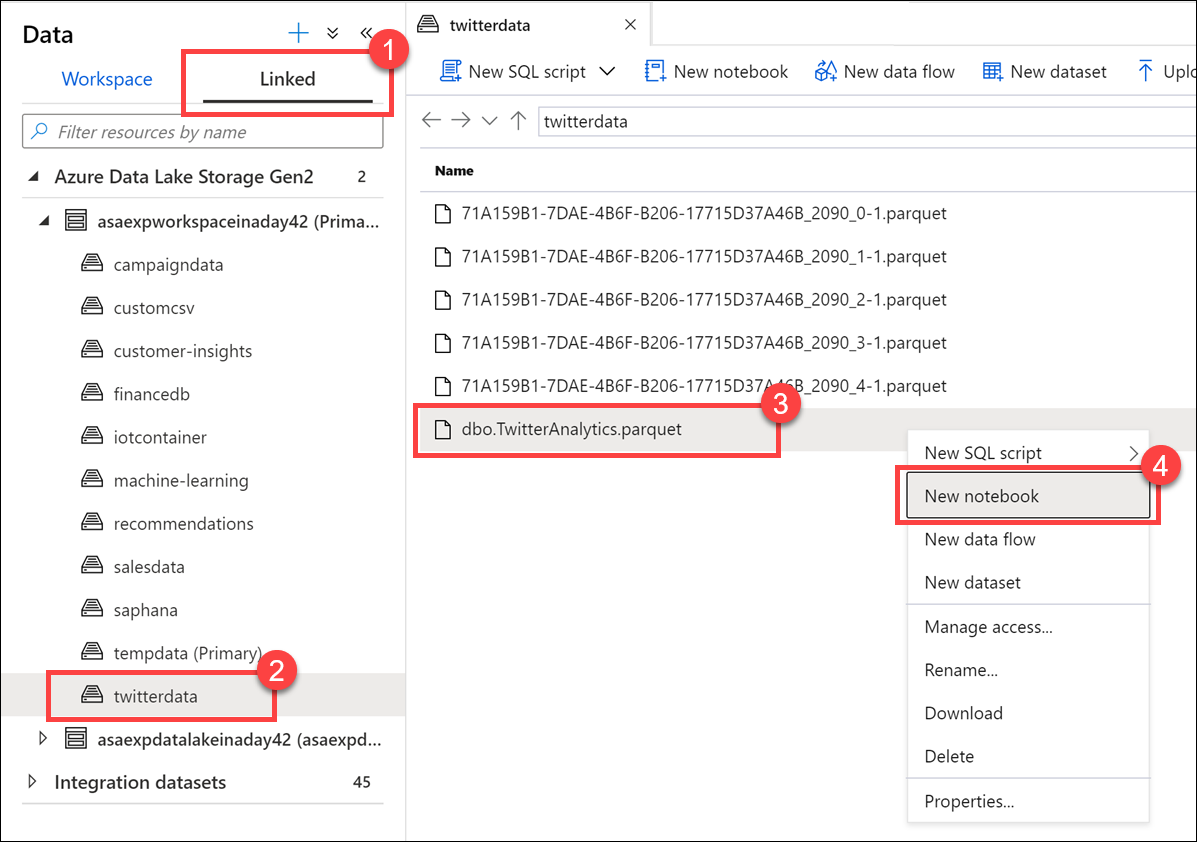 Data
1
Workspace
Linked
Filter resources by name
Azure Data Lake Storage Gen2 2
asaexpworkspaceinaday42 (Prima...
campaigndata
customcsv
customer-insights
financedb
iotcontainer
machine-learning
recommendations
salesdata
saphana
tempdata (Primary)
2
twitterdata
asaexpdatalakeinaday42 (asaexpd...
Integration datasets 45
twitterdata
New SQL script
New notebook
New data flow
New dataset
Uplo
twitterdata
Name
71A159B1-7DAE-4B6F-B206-17715D37A46B_2090_0-1.parquet
71A159B1-7DAE-4B6F-B206-17715D37A46B_2090_1-1.parquet
71A159B1-7DAE-4B6F-B206-17715D37A46B_2090_2-1.parquet
71A159B1-7DAE-4B6F-B206-17715D37A46B_2090_3-1.parquet
71A159B1-7DAE-4B6F-B206-17715D37A46B_2090_4-1.parquet
3
dbo.TwitterAnalytics.parquet
New SQL script
4
New notebook
New data flow
New dataset
Manage access...
Rename...
Download
Delete
Properties...